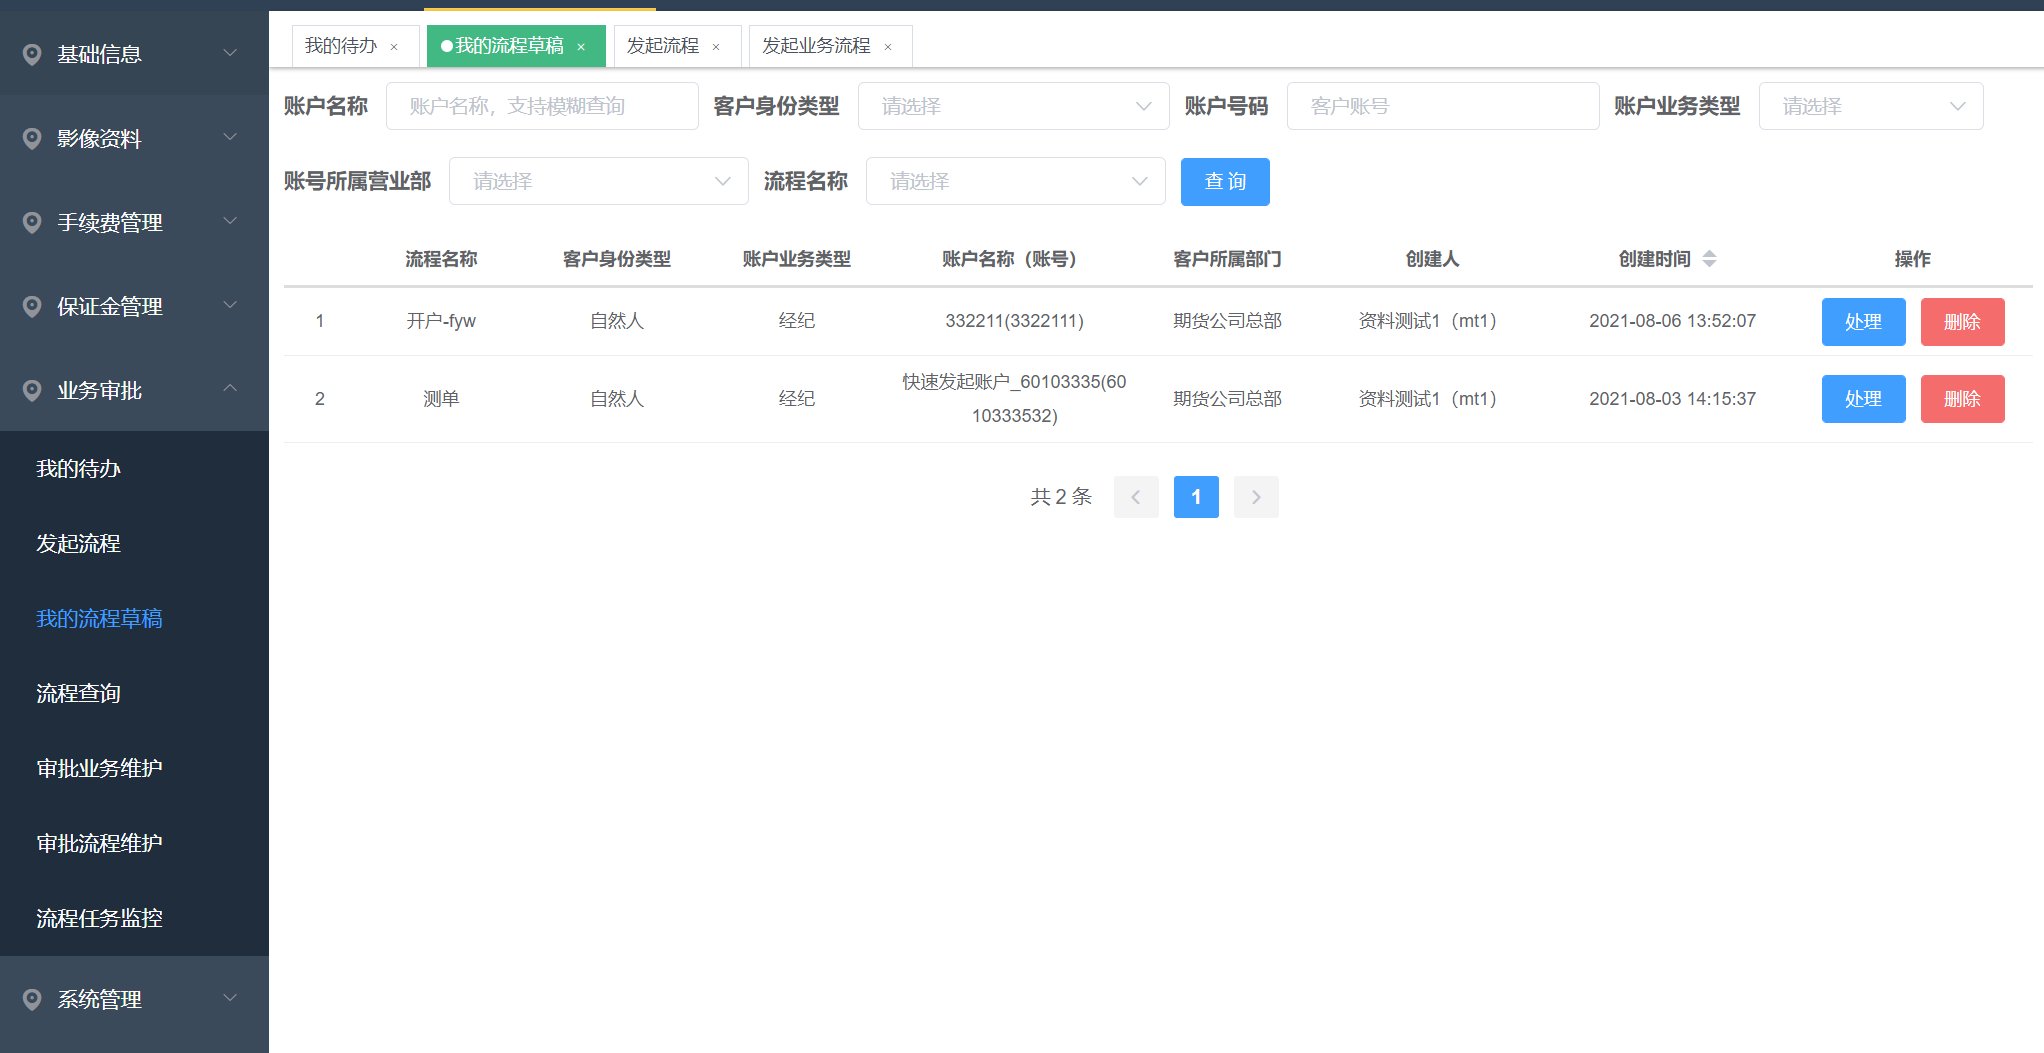 基础信息
影像资料
手续费管理
保证金管理
业务审批
我的待办
发起流程
我的流程草稿
流程查询
审批业务维护
审批流程维护
流程任务监控
系统管理
我的待办 × 我的流程草稿 × 发起流程 × 发起业务流程 ×
账户名称 账户名称，支持模糊查询 客户身份类型 请选择 账户号码 客户账号 账户业务类型 请选择
账号所属营业部 请选择 流程名称 请选择 查 询
流程名称 客户身份类型 账户业务类型 账户名称（账号） 客户所属部门 创建人 创建时间 操作
1 开户-fyw 自然人 经纪 332211(3322111) 期货公司总部 资料测试1（mt1） 2021-08-06 13:52:07 处理 删除
2 测单 自然人 经纪 快速发起账户_60103335(60
10333532) 期货公司总部 资料测试1（mt1） 2021-08-03 14:15:37 处理 删除
共 2 条 1